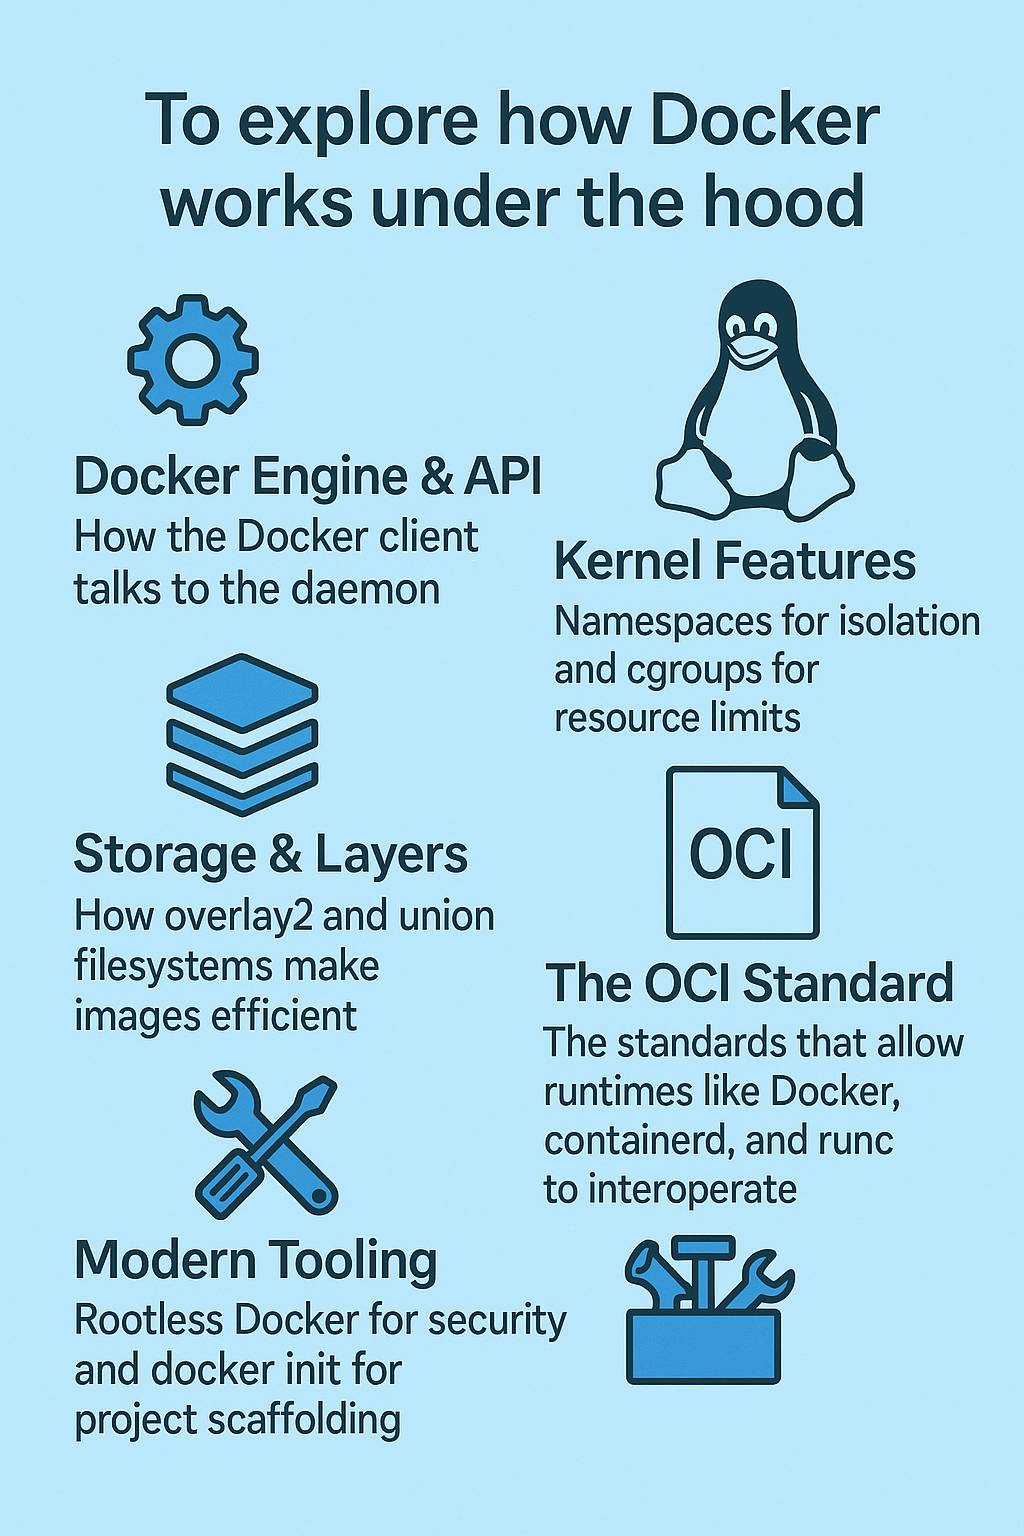 To explore how Docker
works under the hood
Docker Engine & API
How the Docker client
talks to the daemon
Kernel Features
Namespaces for isolation
and cgroups for
resource limits
Storage & Layers
How overlay2 and union
filesystems make
images efficient
OCI
The OCI Standard
The standards that allow
runtimes like Docker,
containerd, and runc
to interoperate
Modern Tooling
Rootless Docker for security
and docker init for
project scaffolding